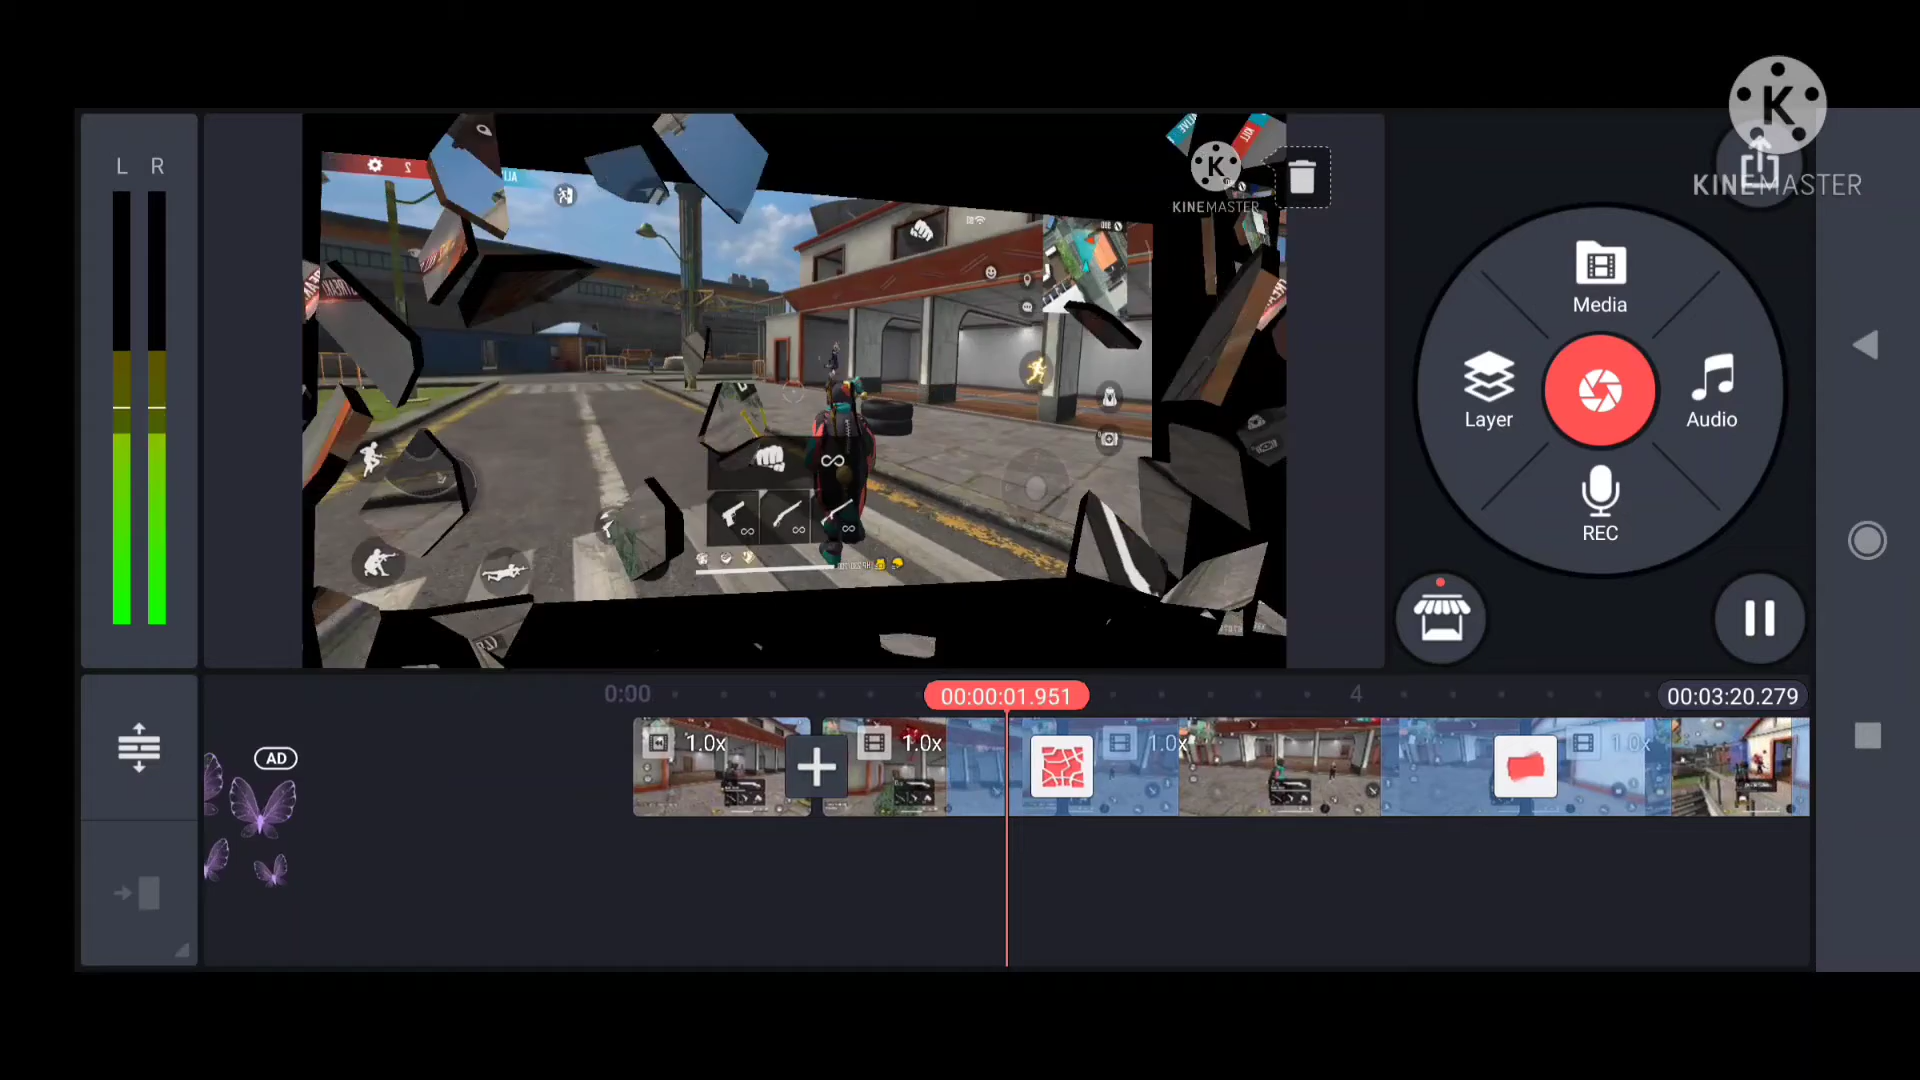 L R
KINEMASTER
KINEMASTER
Media
Layer
Audio
REC
0:00
00:00:01.951
4
00:03:20.279
1.0x
1.0x
1.0x
1.0x
AD